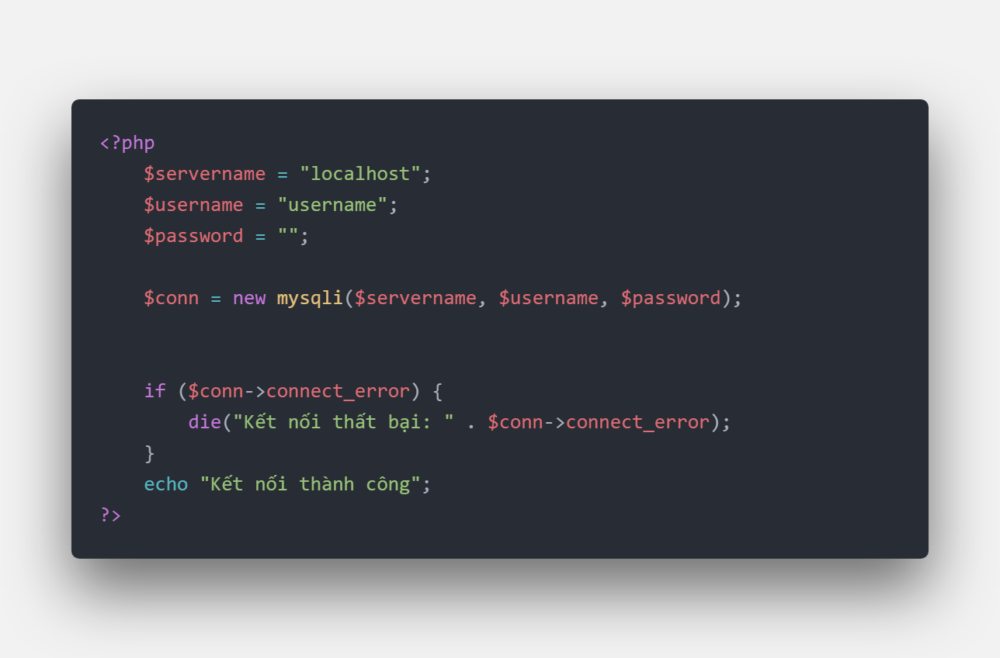 <?php
    $servername = "localhost";
    $username = "username";
    $password = "";

    $conn = new mysqli($servername, $username, $password);


    if ($conn->connect_error) {
        die("Kết nối thất bại: " . $conn->connect_error);
    }
    echo "Kết nối thành công";
?>